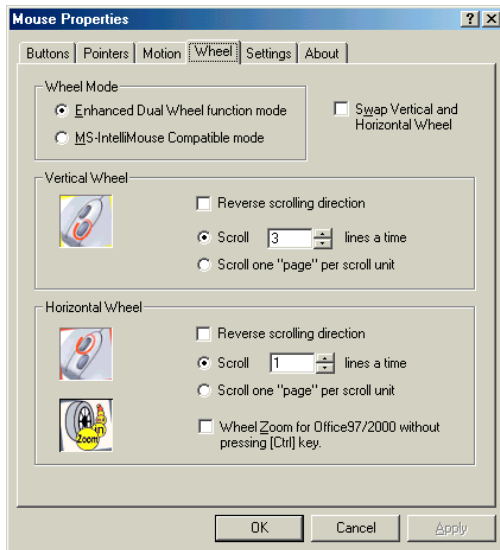 Mouse Properties
Buttons Pointers Motion Wheel Settings About
Wheel Mode
Enhanced Dual Wheel function mode
MS-IntelliMouse Compatible mode
Swap Vertical and
Horizontal Wheel
Vertical Wheel
Reverse scrolling direction
Scroll 3 lines a time
Scroll one "page" per scroll unit
Horizontal Wheel
Reverse scrolling direction
Scroll 1 lines a time
Scroll one "page" per scroll unit
Wheel Zoom for Office97/2000 without
pressing [Ctrl] key.
in
Zoom
OK Cancel Apply